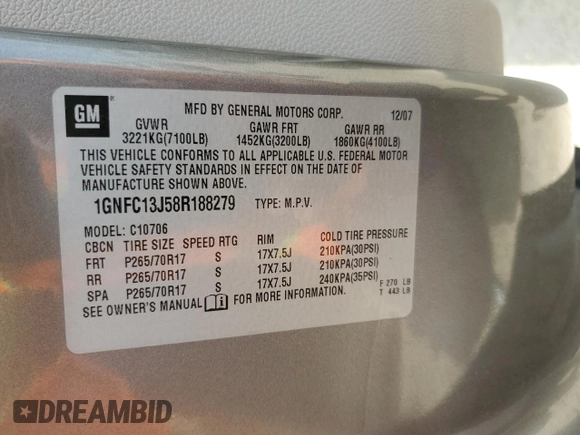 GM
MFD BY GENERAL MOTORS CORP. 12/07
GVWR GAWR FRT GAWR RR
3221KG(7100LB) 1452KG(3200LB) 1860KG(4100LB)
THIS VEHICLE CONFORMS TO ALL APPLICABLE U.S. FEDERAL MOTOR
VEHICLE SAFETY STANDARDS IN EFFECT ON THE DATE OF
MANUFACTURE SHOWN ABOVE.
1GNFC13J58R188279 TYPE: M.P.V.
MODEL: C10706
CBCN TIRE SIZE SPEED RTG RIM COLD TIRE PRESSURE
FRT P265/70R17 S 17X7.5J 210KPA(30PSI)
RR P265/70R17 S 17X7.5J 210KPA(30PSI)
SPA P265/70R17 S 17X7.5J 240KPA(35PSI)
SEE OWNER'S MANUAL FOR MORE INFORMATION.
F 270 LB
T 443 LB
DREAMBID